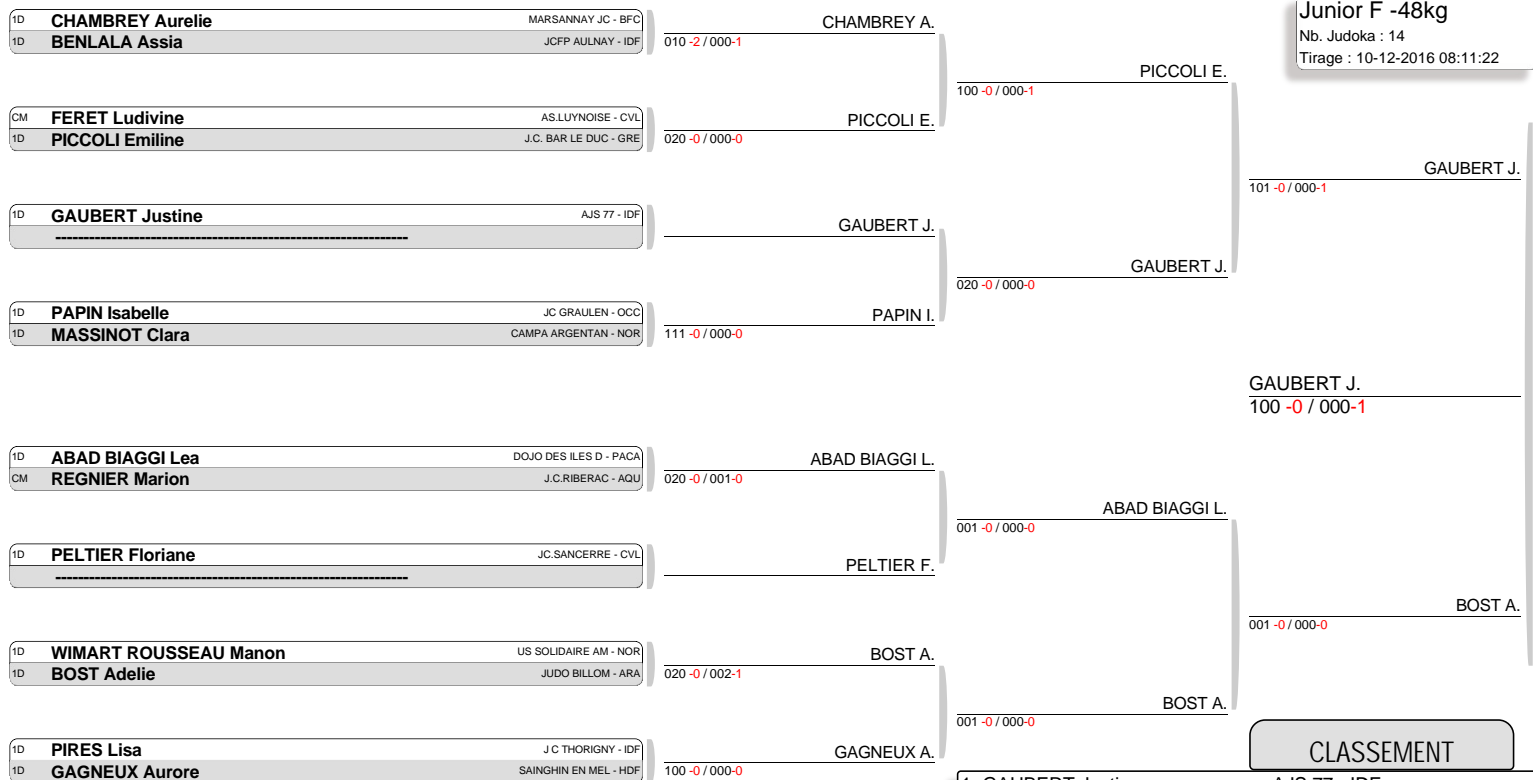 Junior F -48kg
Nb. Judoka : 14
Tirage : 10-12-2016 08:11:22
1D CHAMBREY Aurelie MARSANNAY JC - BFC
1D BENLALA Assia JCFP AULNAY - IDF
CHAMBREY A.
010 -2 / 000-1
PICCOLI E.
100 -0 / 000-1
CM FERET Ludivine AS.LUYNOISE - CVL
1D PICCOLI Emiline J.C. BAR LE DUC - GRE
PICCOLI E.
020 -0 / 000-0
GAUBERT J.
101 -0 / 000-1
1D GAUBERT Justine AJS 77 - IDF
----------------------------------------------------------------
GAUBERT J.
GAUBERT J.
020 -0 / 000-0
1D PAPIN Isabelle JC GRAULEN - OCC
1D MASSINOT Clara CAMPA ARGENTAN - NOR
PAPIN I.
111 -0 / 000-0
GAUBERT J.
100 -0 / 000-1
1D ABAD BIAGGI Lea DOJO DES ILES D - PACA
CM REGNIER Marion J.C.RIBERAC - AQU
ABAD BIAGGI L.
020 -0 / 001-0
ABAD BIAGGI L.
001 -0 / 000-0
1D PELTIER Floriane JC.SANCERRE - CVL
----------------------------------------------------------------
PELTIER F.
BOST A.
001 -0 / 000-0
1D WIMART ROUSSEAU Manon US SOLIDAIRE AM - NOR
1D BOST Adelie JUDO BILLOM - ARA
BOST A.
020 -0 / 002-1
BOST A.
001 -0 / 000-0
1D PIRES Lisa J C THORIGNY - IDF
1D GAGNEUX Aurore SAINGHIN EN MEL - HDF
GAGNEUX A.
100 -0 / 000-0
CLASSEMENT